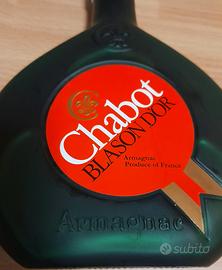 Chabot
BLASON D'OR
Armagnac
Produce of France
Armagnac
subito